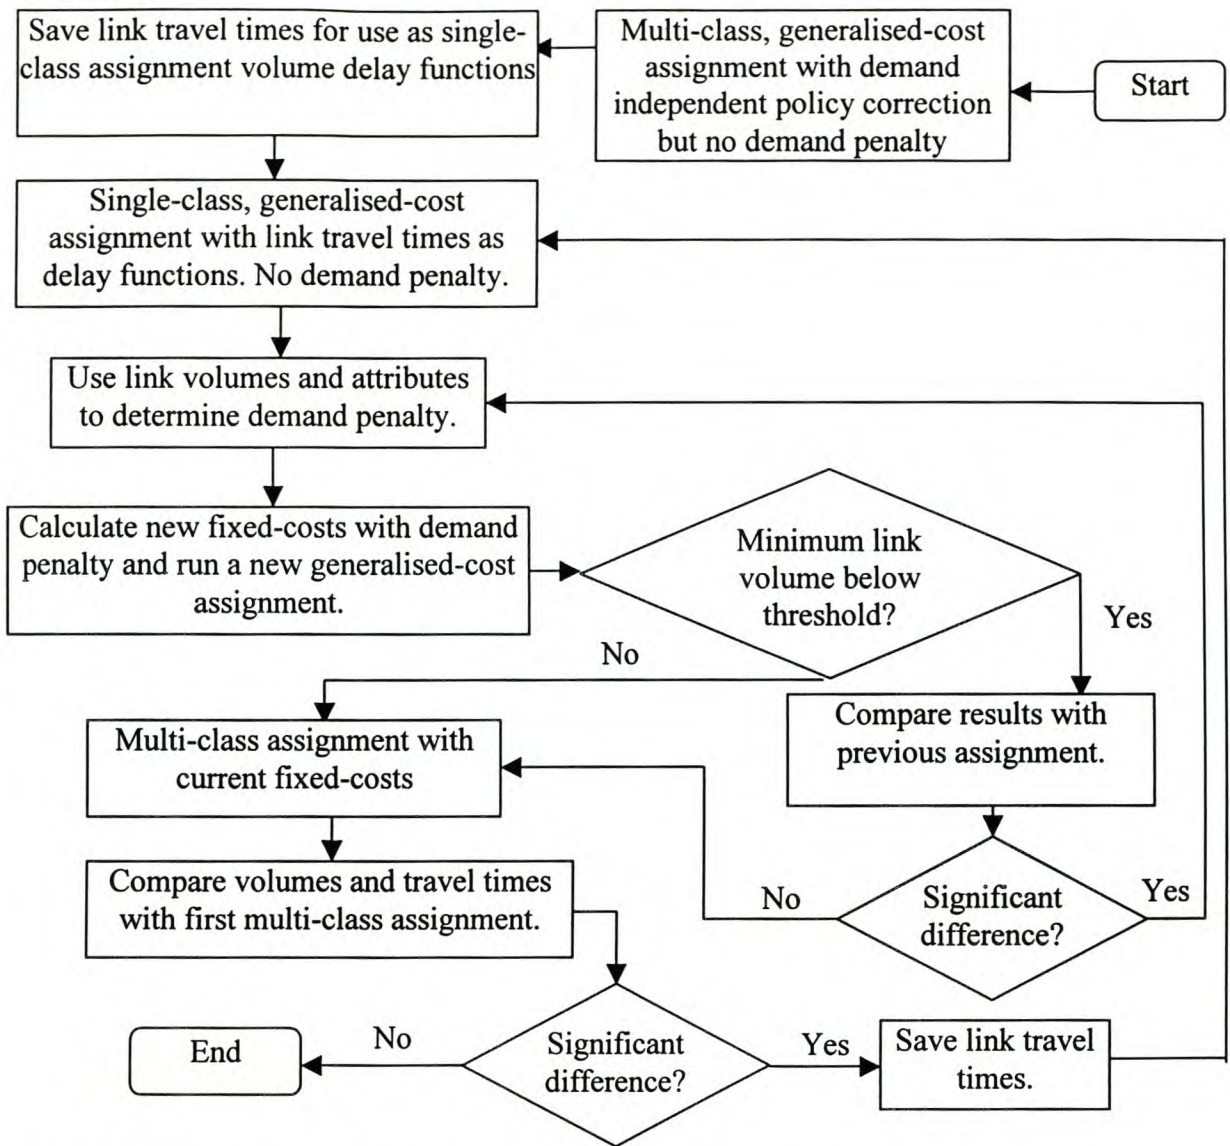 Start
Multi-class, generalised-cost
assignment with demand
independent policy correction
but no demand penalty
Save link travel times for use as single-
class assignment volume delay functions
Single-class, generalised-cost
assignment with link travel times as
delay functions. No demand penalty.
Use link volumes and attributes
to determine demand penalty.
Calculate new fixed-costs with demand
penalty and run a new generalised-cost
assignment.
Minimum link
volume below
threshold?
Yes
No
Compare results with
previous assignment.
Significant
difference?
Yes
No
Multi-class assignment with
current fixed-costs
Compare volumes and travel times
with first multi-class assignment.
Significant
difference?
No
End
Yes
Save link travel
times.